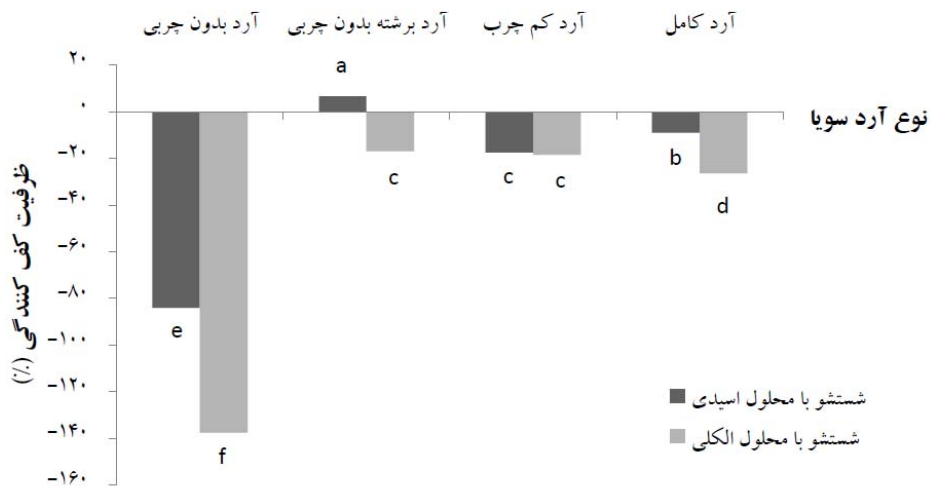 آرد بدون چربی
آرد برشته بدون چربی
آرد کم چرب
آرد کامل
ظرفیت کف کنندگی (٪)
۲۰
۰
-۲۰
-۴۰
-۶۰
-۸۰
-۱۰۰
-۱۲۰
-۱۴۰
-۱۶۰
a
b
c
c
c
d
e
f
نوع آرد سویا
شستشو با محلول اسیدی
شستشو با محلول الکلی